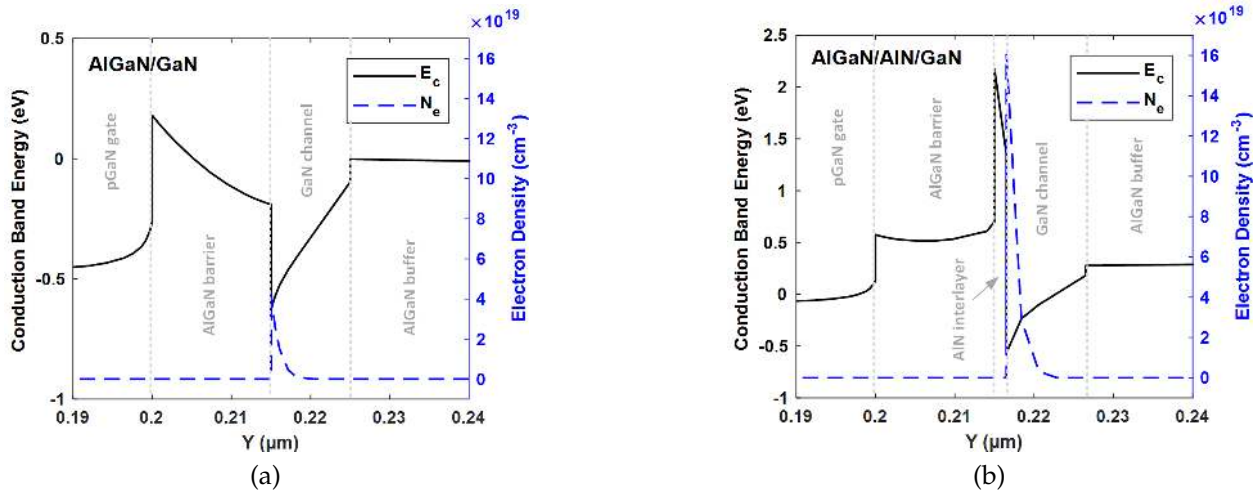 ×10^19
AlGaN/GaN
E_c
N_e
pGaN gate
AlGaN barrier
GaN channel
AlGaN buffer
Conduction Band Energy (eV)
0.5
0
-0.5
-1
Electron Density (cm^-3)
16
14
12
10
8
6
4
2
0
0.19
0.2
0.21
0.22
0.23
0.24
Y (µm)
(a)
×10^19
AlGaN/AlN/GaN
E_c
N_e
pGaN gate
AlGaN barrier
AlN interlayer
GaN channel
AlGaN buffer
Conduction Band Energy (eV)
2.5
2
1.5
1
0.5
0
-0.5
-1
Electron Density (cm^-3)
16
14
12
10
8
6
4
2
0
0.19
0.2
0.21
0.22
0.23
0.24
Y (µm)
(b)